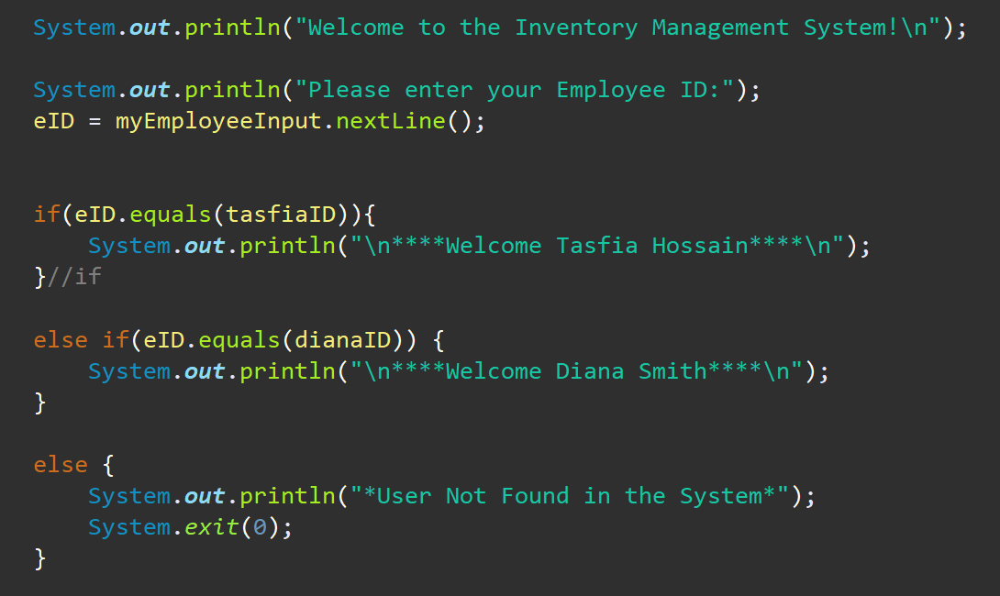 System.out.println("Welcome to the Inventory Management System!\n");
System.out.println("Please enter your Employee ID:");
eID = myEmployeeInput.nextLine();
if(eID.equals(tasfiaID)){
    System.out.println("\n****Welcome Tasfia Hossain****\n");
}//if
else if(eID.equals(dianaID)) {
    System.out.println("\n****Welcome Diana Smith****\n");
}
else {
    System.out.println("*User Not Found in the System*");
    System.exit(0);
}